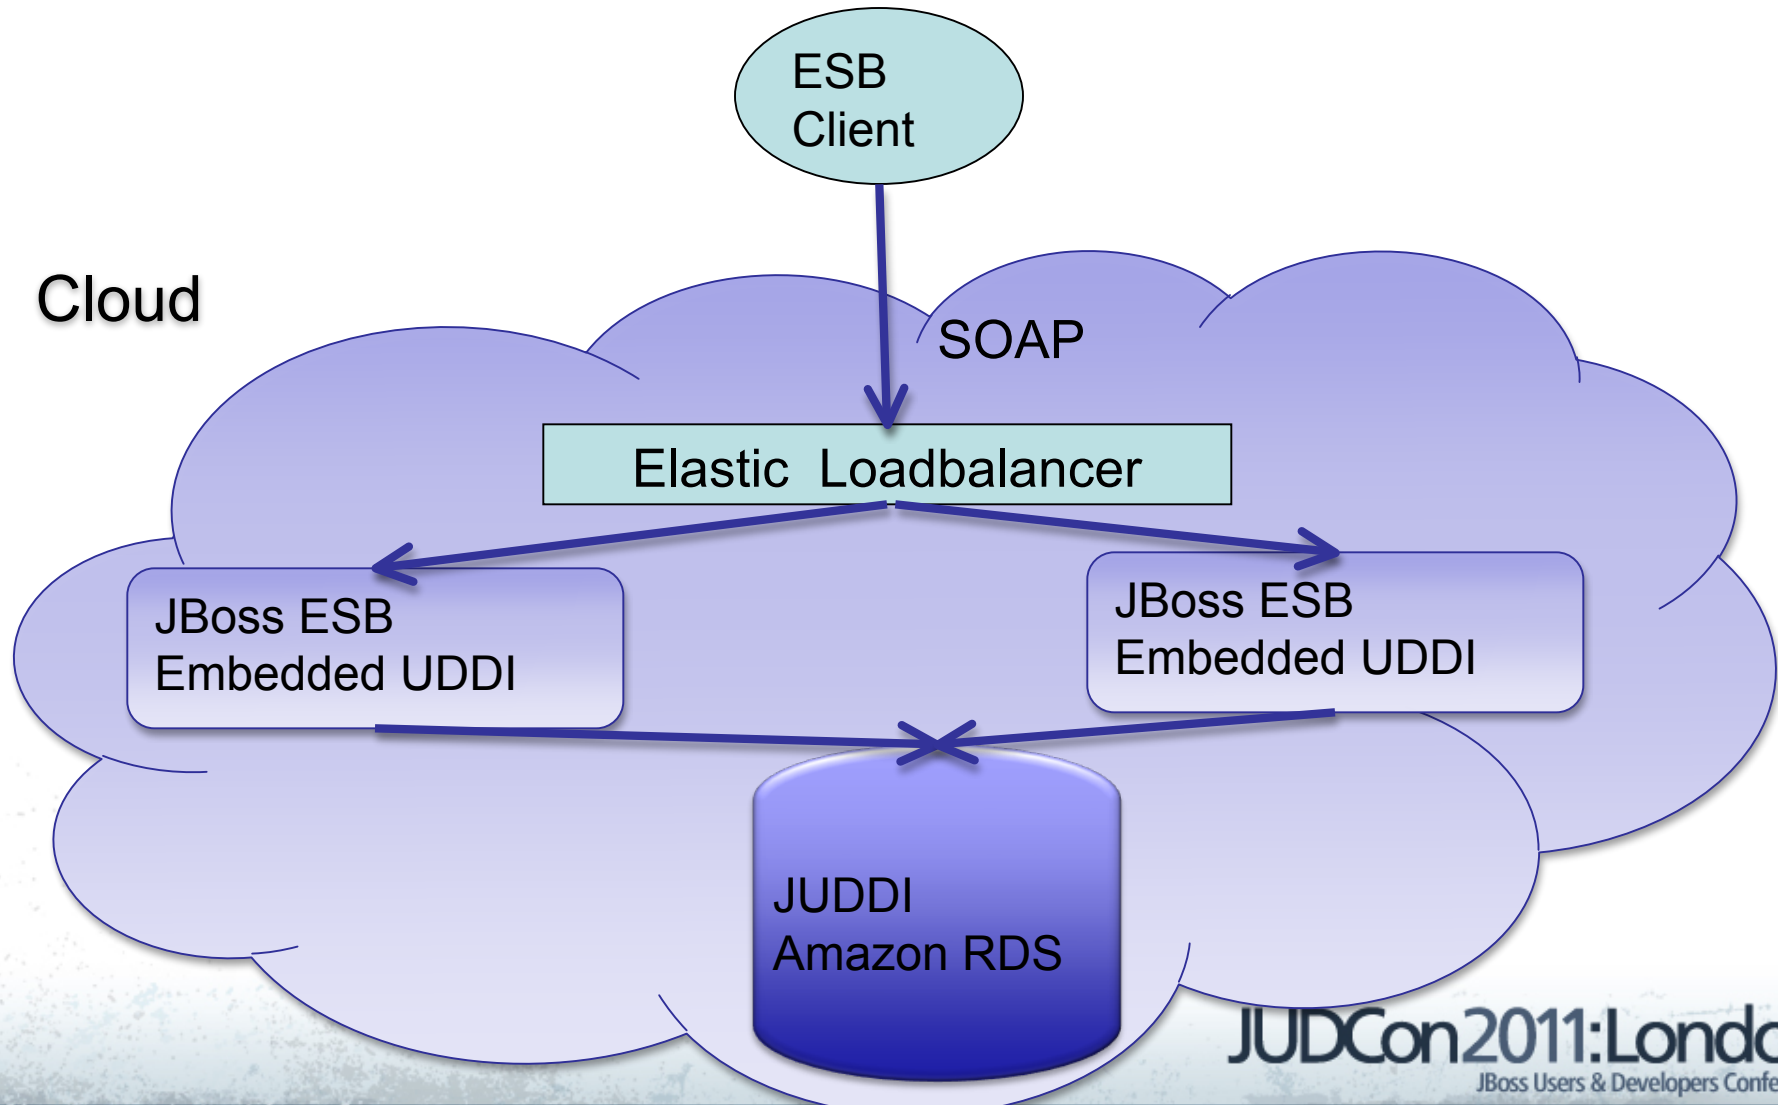 ESB
Client
Cloud
SOAP
Elastic Loadbalancer
JBoss ESB
Embedded UDDI
JBoss ESB
Embedded UDDI
JUDDI
Amazon RDS
JUDCon2011:Londo
JBoss Users & Developers Confe